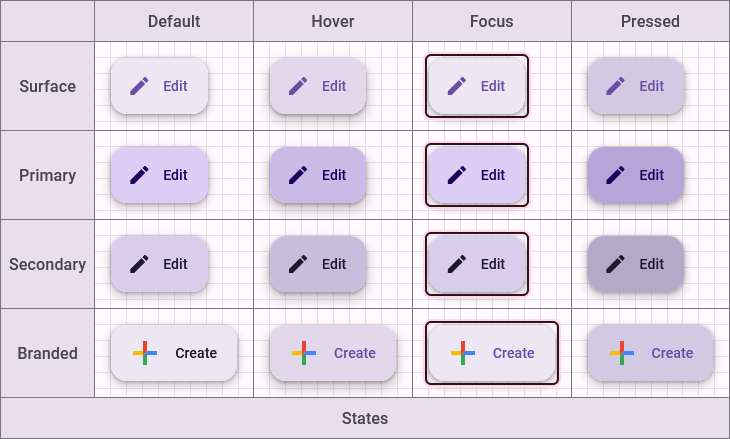 Default Hover Focus Pressed
Surface Edit Edit Edit Edit
Primary Edit Edit Edit Edit
Secondary Edit Edit Edit Edit
Branded Create Create Create Create
States